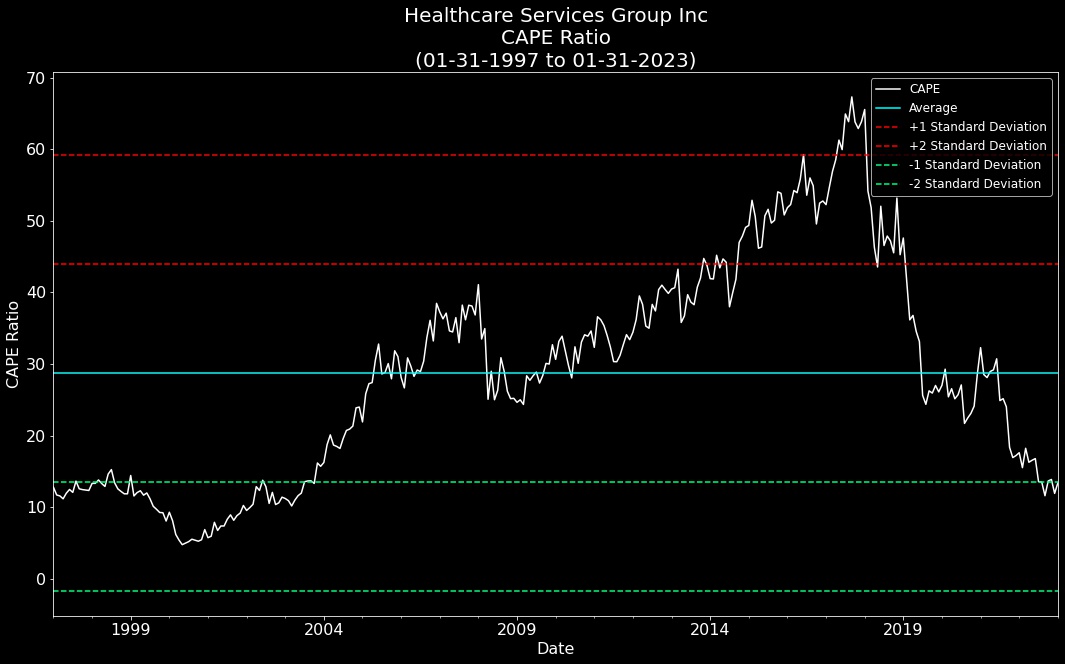 Healthcare Services Group Inc
CAPE Ratio
(01-31-1997 to 01-31-2023)
CAPE
Average
+1 Standard Deviation
+2 Standard Deviation
-1 Standard Deviation
-2 Standard Deviation
70
60
50
40
30
20
10
0
CAPE Ratio
1999
2004
2009
2014
2019
Date